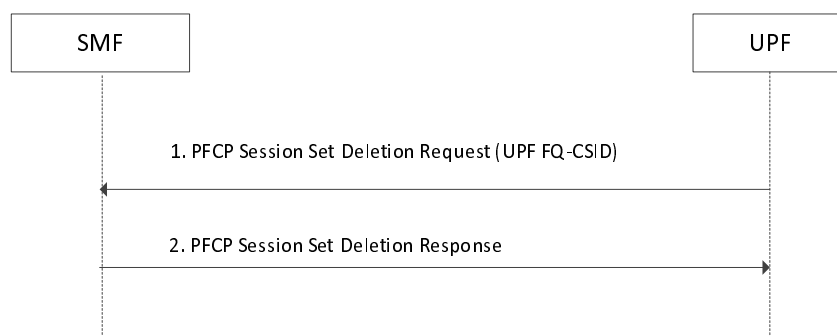 SMF
UPF
1. PFCP Session Set Deletion Request (UPF FQ-CSID)
2. PFCP Session Set Deletion Response